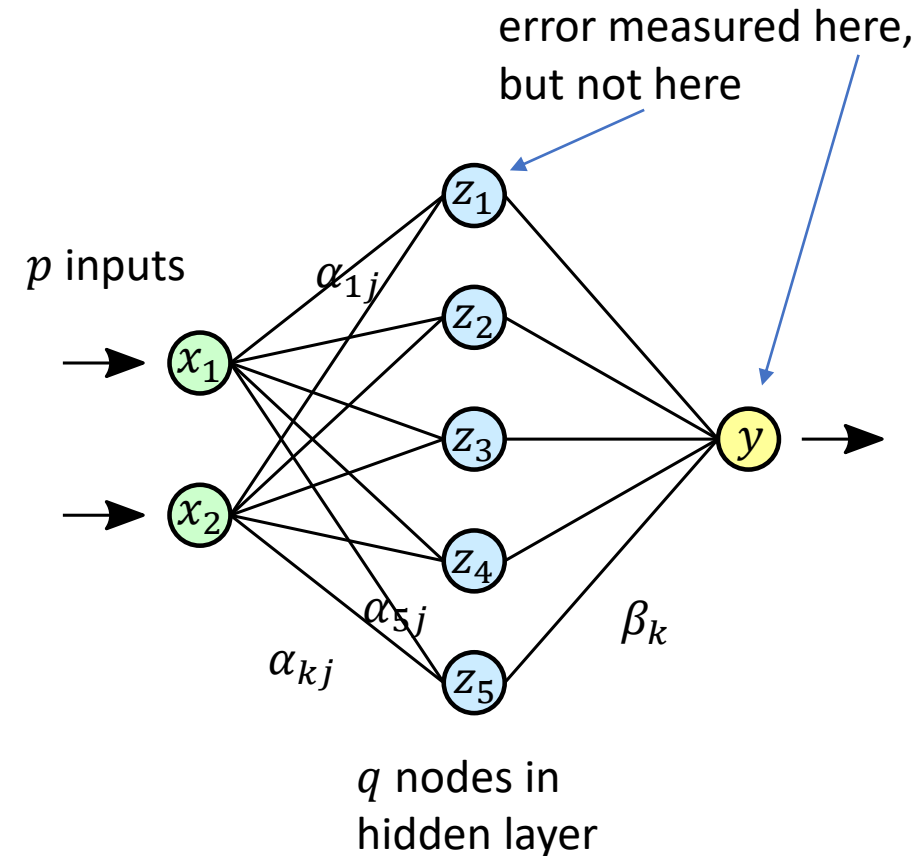 error measured here,
but not here
z₁
p inputs
α₁ⱼ
z₂
x₁
z₃
y
x₂
z₄
α₅ⱼ
βₖ
αₖⱼ
z₅
q nodes in
hidden layer